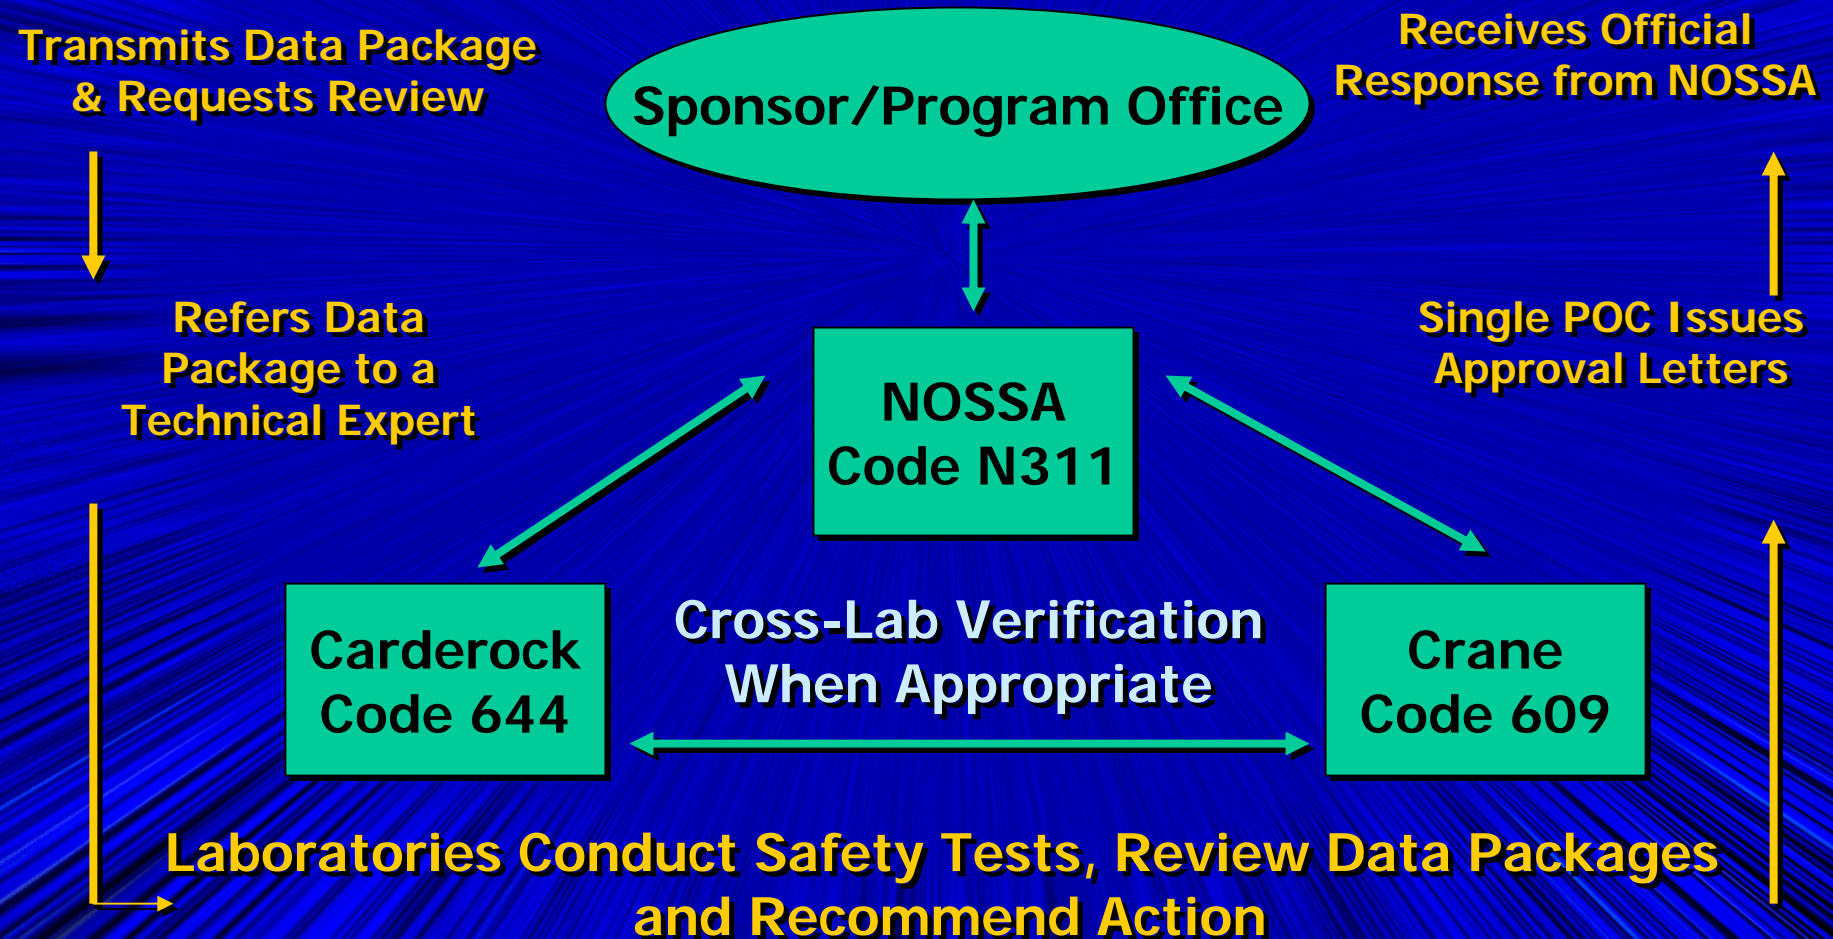 Transmits Data Package
& Requests Review
Sponsor/Program Office
Receives Official
Response from NOSSA
Refers Data
Package to a
Technical Expert
NOSSA
Code N311
Single POC Issues
Approval Letters
Carderock
Code 644
Cross-Lab Verification
When Appropriate
Crane
Code 609
Laboratories Conduct Safety Tests, Review Data Packages
and Recommend Action